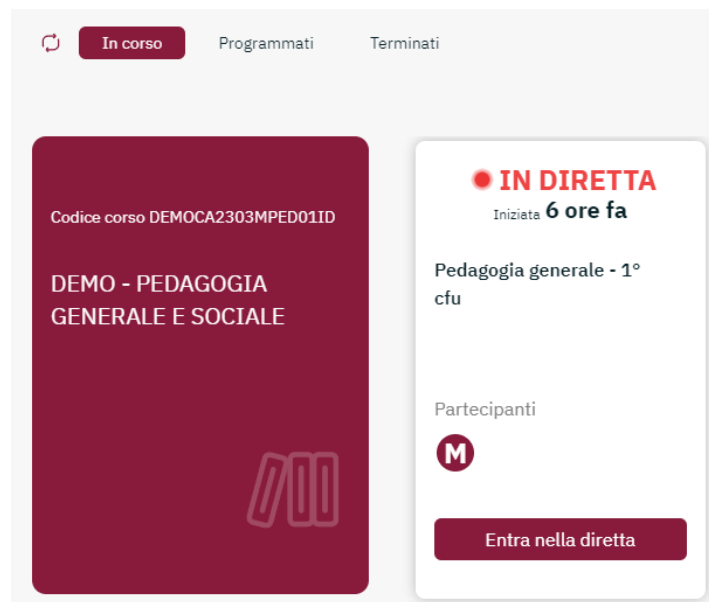 In corso
Programmati
Terminati
Codice corso DEMOCA2303MPED01ID
DEMO - PEDAGOGIA
GENERALE E SOCIALE
IN DIRETTA
Iniziata 6 ore fa
Pedagogia generale - 1°
cfu
Partecipanti
M
Entra nella diretta